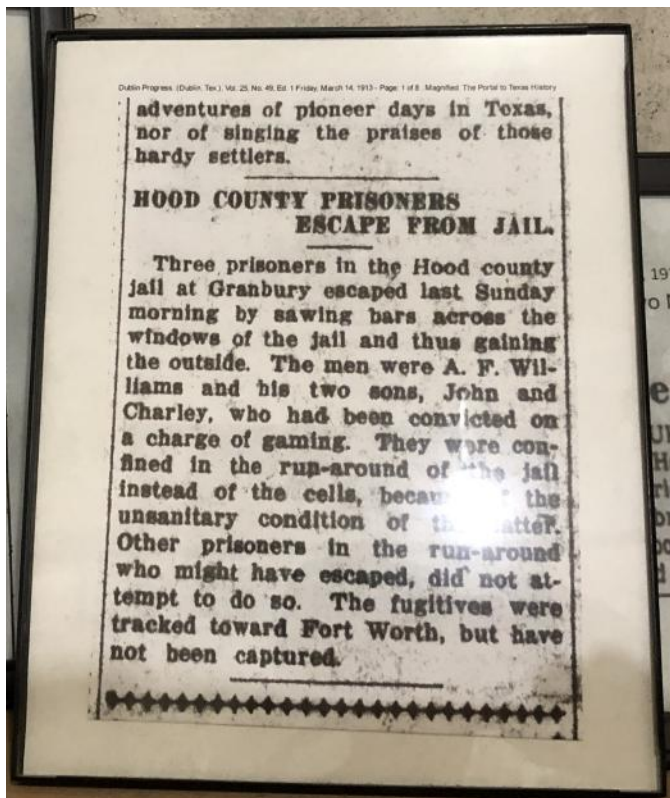 Dublin Progress. (Dublin, Tex.), Vol. 25, No. 49, Ed. 1 Friday, March 14, 1913 - Page: 1 of 8 . Magnified. The Portal to Texas History
adventures of pioneer days in Texas,
nor of singing the praises of those
hardy settlers.
HOOD COUNTY PRISONERS
ESCAPE FROM JAIL.
Three prisoners in the Hood county
jail at Granbury escaped last Sunday
morning by sawing bars across the
windows of the jail and thus gaining
the outside. The men were A. F. Wil-
liams and his two sons, John and
Charley, who had been convicted on
a charge of gaming. They were con-
fined in the run-around of the jail
instead of the cells, the
unsanitary condition of
Other prisoners in the run-around
who might have escaped, did not at-
tempt to do so. The fugitives were
tracked toward Fort Worth, but have
not been captured.